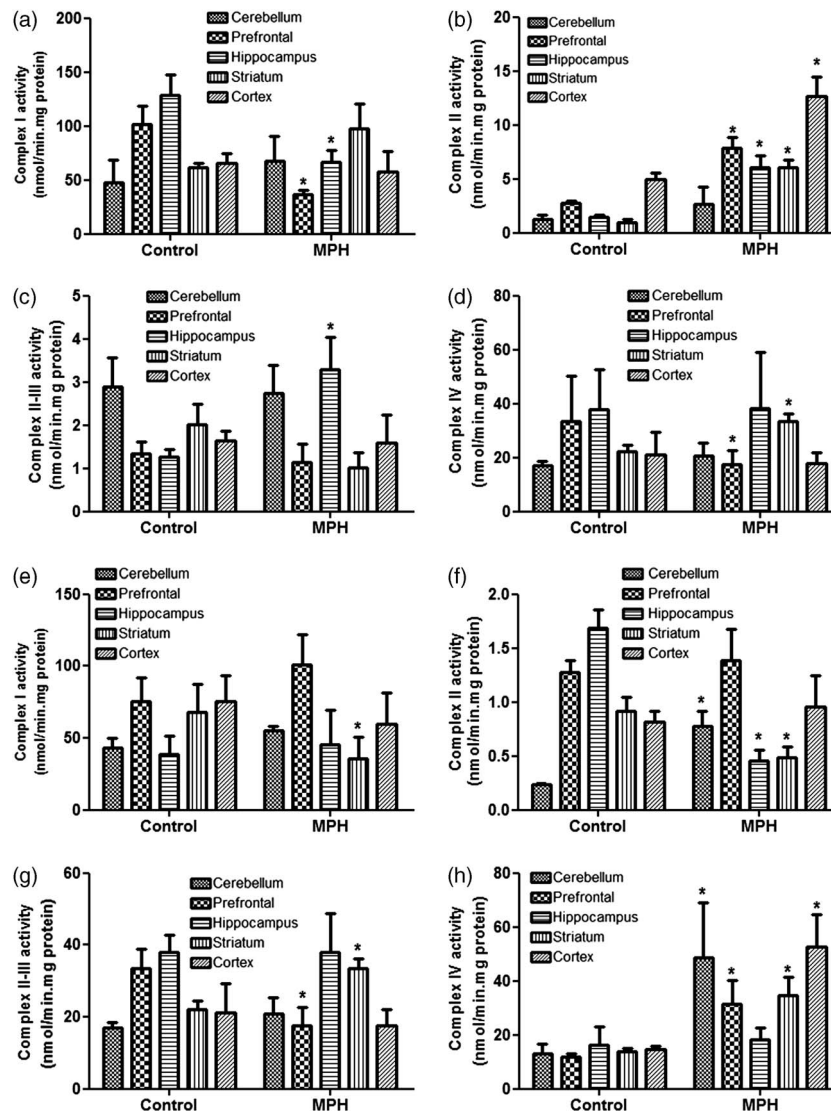 (a)
Complex I activity
(nmol/min.mg protein)
200
150
100
50
0
Cerebellum
Prefrontal
Hippocampus
Striatum
Cortex
* *
Control MPH
(b)
Complex II activity
(nmol/min.mg protein)
20
15
10
5
0
Cerebellum
Prefrontal
Hippocampus
Striatum
Cortex
* * * *
Control MPH
(c)
Complex II-III activity
(nmol/min.mg protein)
5
4
3
2
1
0
Cerebellum
Prefrontal
Hippocampus
Striatum
Cortex
*
Control MPH
(d)
Complex IV activity
(nmol/min.mg protein)
80
60
40
20
0
Cerebellum
Prefrontal
Hippocampus
Striatum
Cortex
* *
Control MPH
(e)
Complex I activity
(nmol/min.mg protein)
150
100
50
0
Cerebellum
Prefrontal
Hippocampus
Striatum
Cortex
*
Control MPH
(f)
Complex II activity
(nmol/min.mg protein)
2.0
1.5
1.0
0.5
0.0
Cerebellum
Prefrontal
Hippocampus
Striatum
Cortex
* * *
Control MPH
(g)
Complex II-III activity
(nmol/min.mg protein)
60
40
20
0
Cerebellum
Prefrontal
Hippocampus
Striatum
Cortex
* *
Control MPH
(h)
Complex IV activity
(nmol/min.mg protein)
80
60
40
20
0
Cerebellum
Prefrontal
Hippocampus
Striatum
Cortex
* * * *
Control MPH